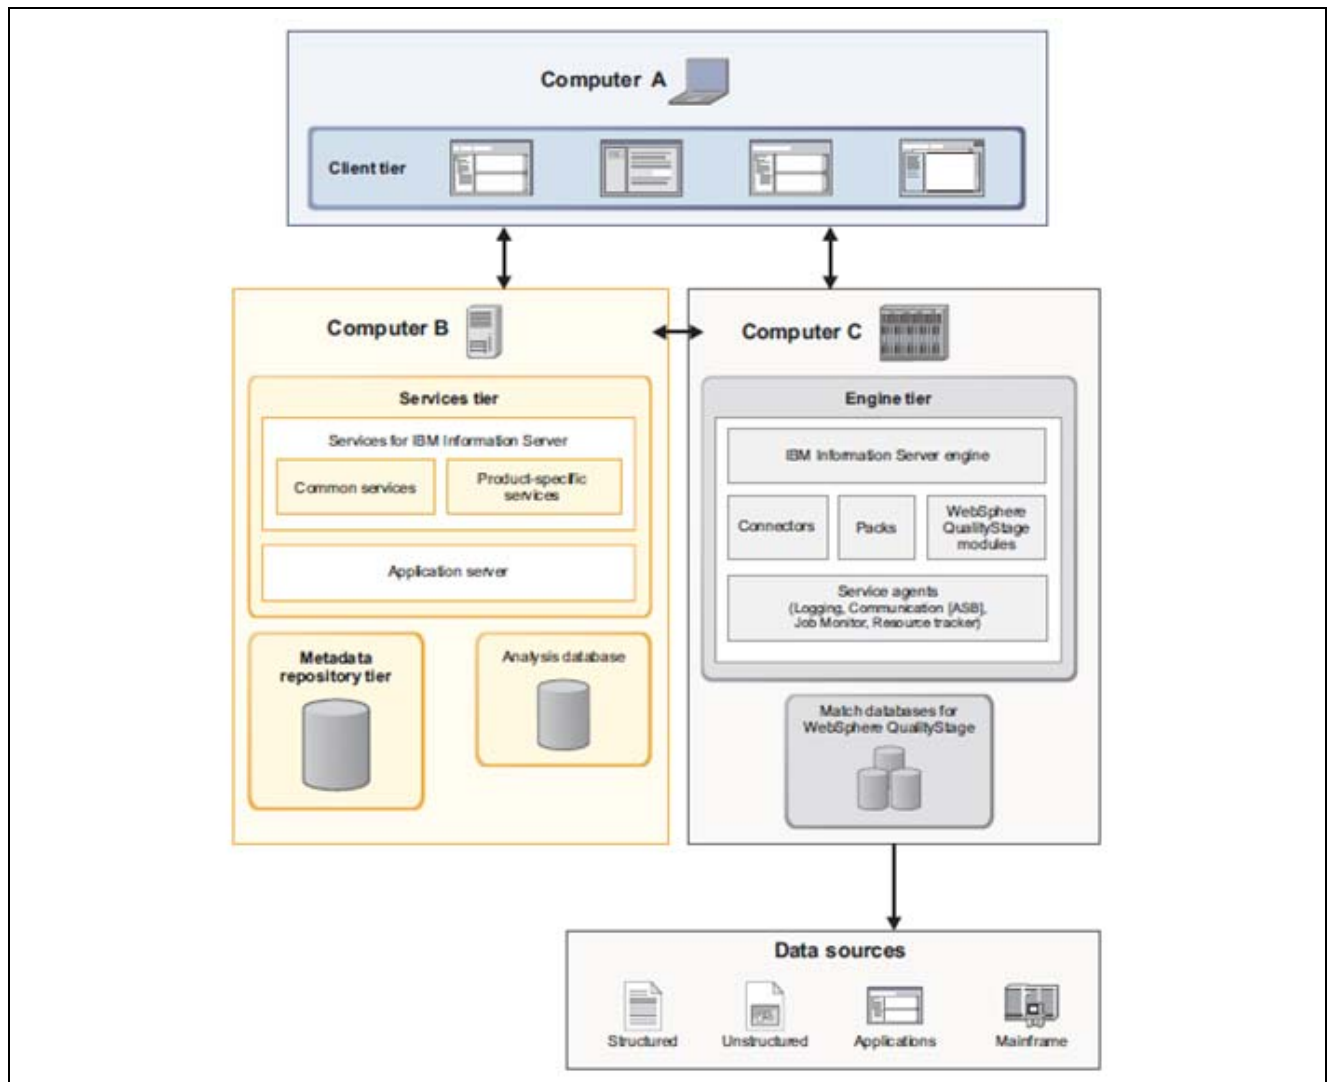 Computer A
Client tier
Computer B
Services tier
Services for IBM Information Server
Common services
Product-specific
services
Application server
Metadata
repository tier
Analysis database
Computer C
Engine tier
IBM Information Server engine
Connectors
Packs
WebSphere
QualityStage
modules
Service agents
(Logging, Communication [ASB],
Job Monitor, Resource tracker)
Match databases for
WebSphere QualityStage
Data sources
Structured
Unstructured
Applications
Mainframe